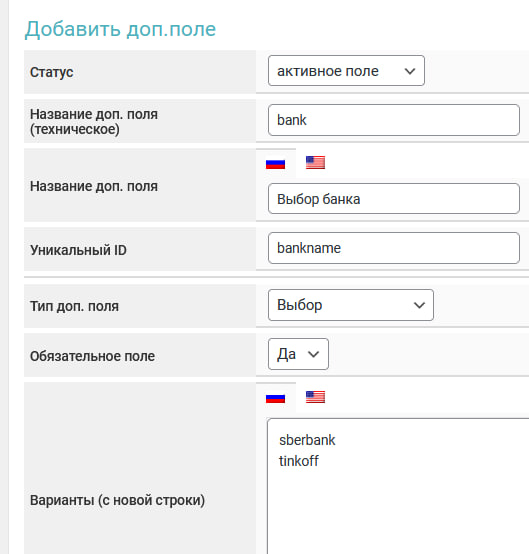 Добавить доп.поле
Статус
активное поле
Название доп. поля
(техническое)
bank
Название доп. поля
Выбор банка
Уникальный ID
bankname
Тип доп. поля
Выбор
Обязательное поле
Да
Варианты (с новой строки)
sberbank
tinkoff